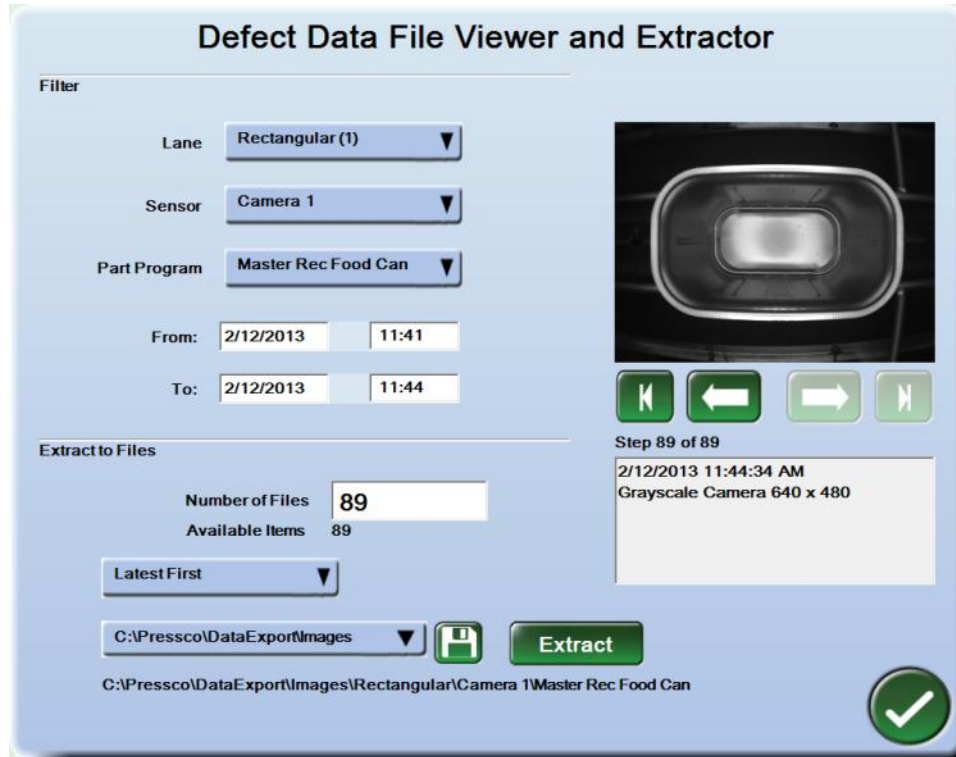 Defect Data File Viewer and Extractor
Filter
Lane
Rectangular (1)
Sensor
Camera 1
Part Program
Master Rec Food Can
From:
2/12/2013
11:41
To:
2/12/2013
11:44
Step 89 of 89
2/12/2013 11:44:34 AM
Grayscale Camera 640 x 480
Extract to Files
Number of Files
89
Available Items
89
Latest First
C:\Pressco\DataExport\Images
Extract
C:\Pressco\DataExport\Images\Rectangular\Camera 1\Master Rec Food Can